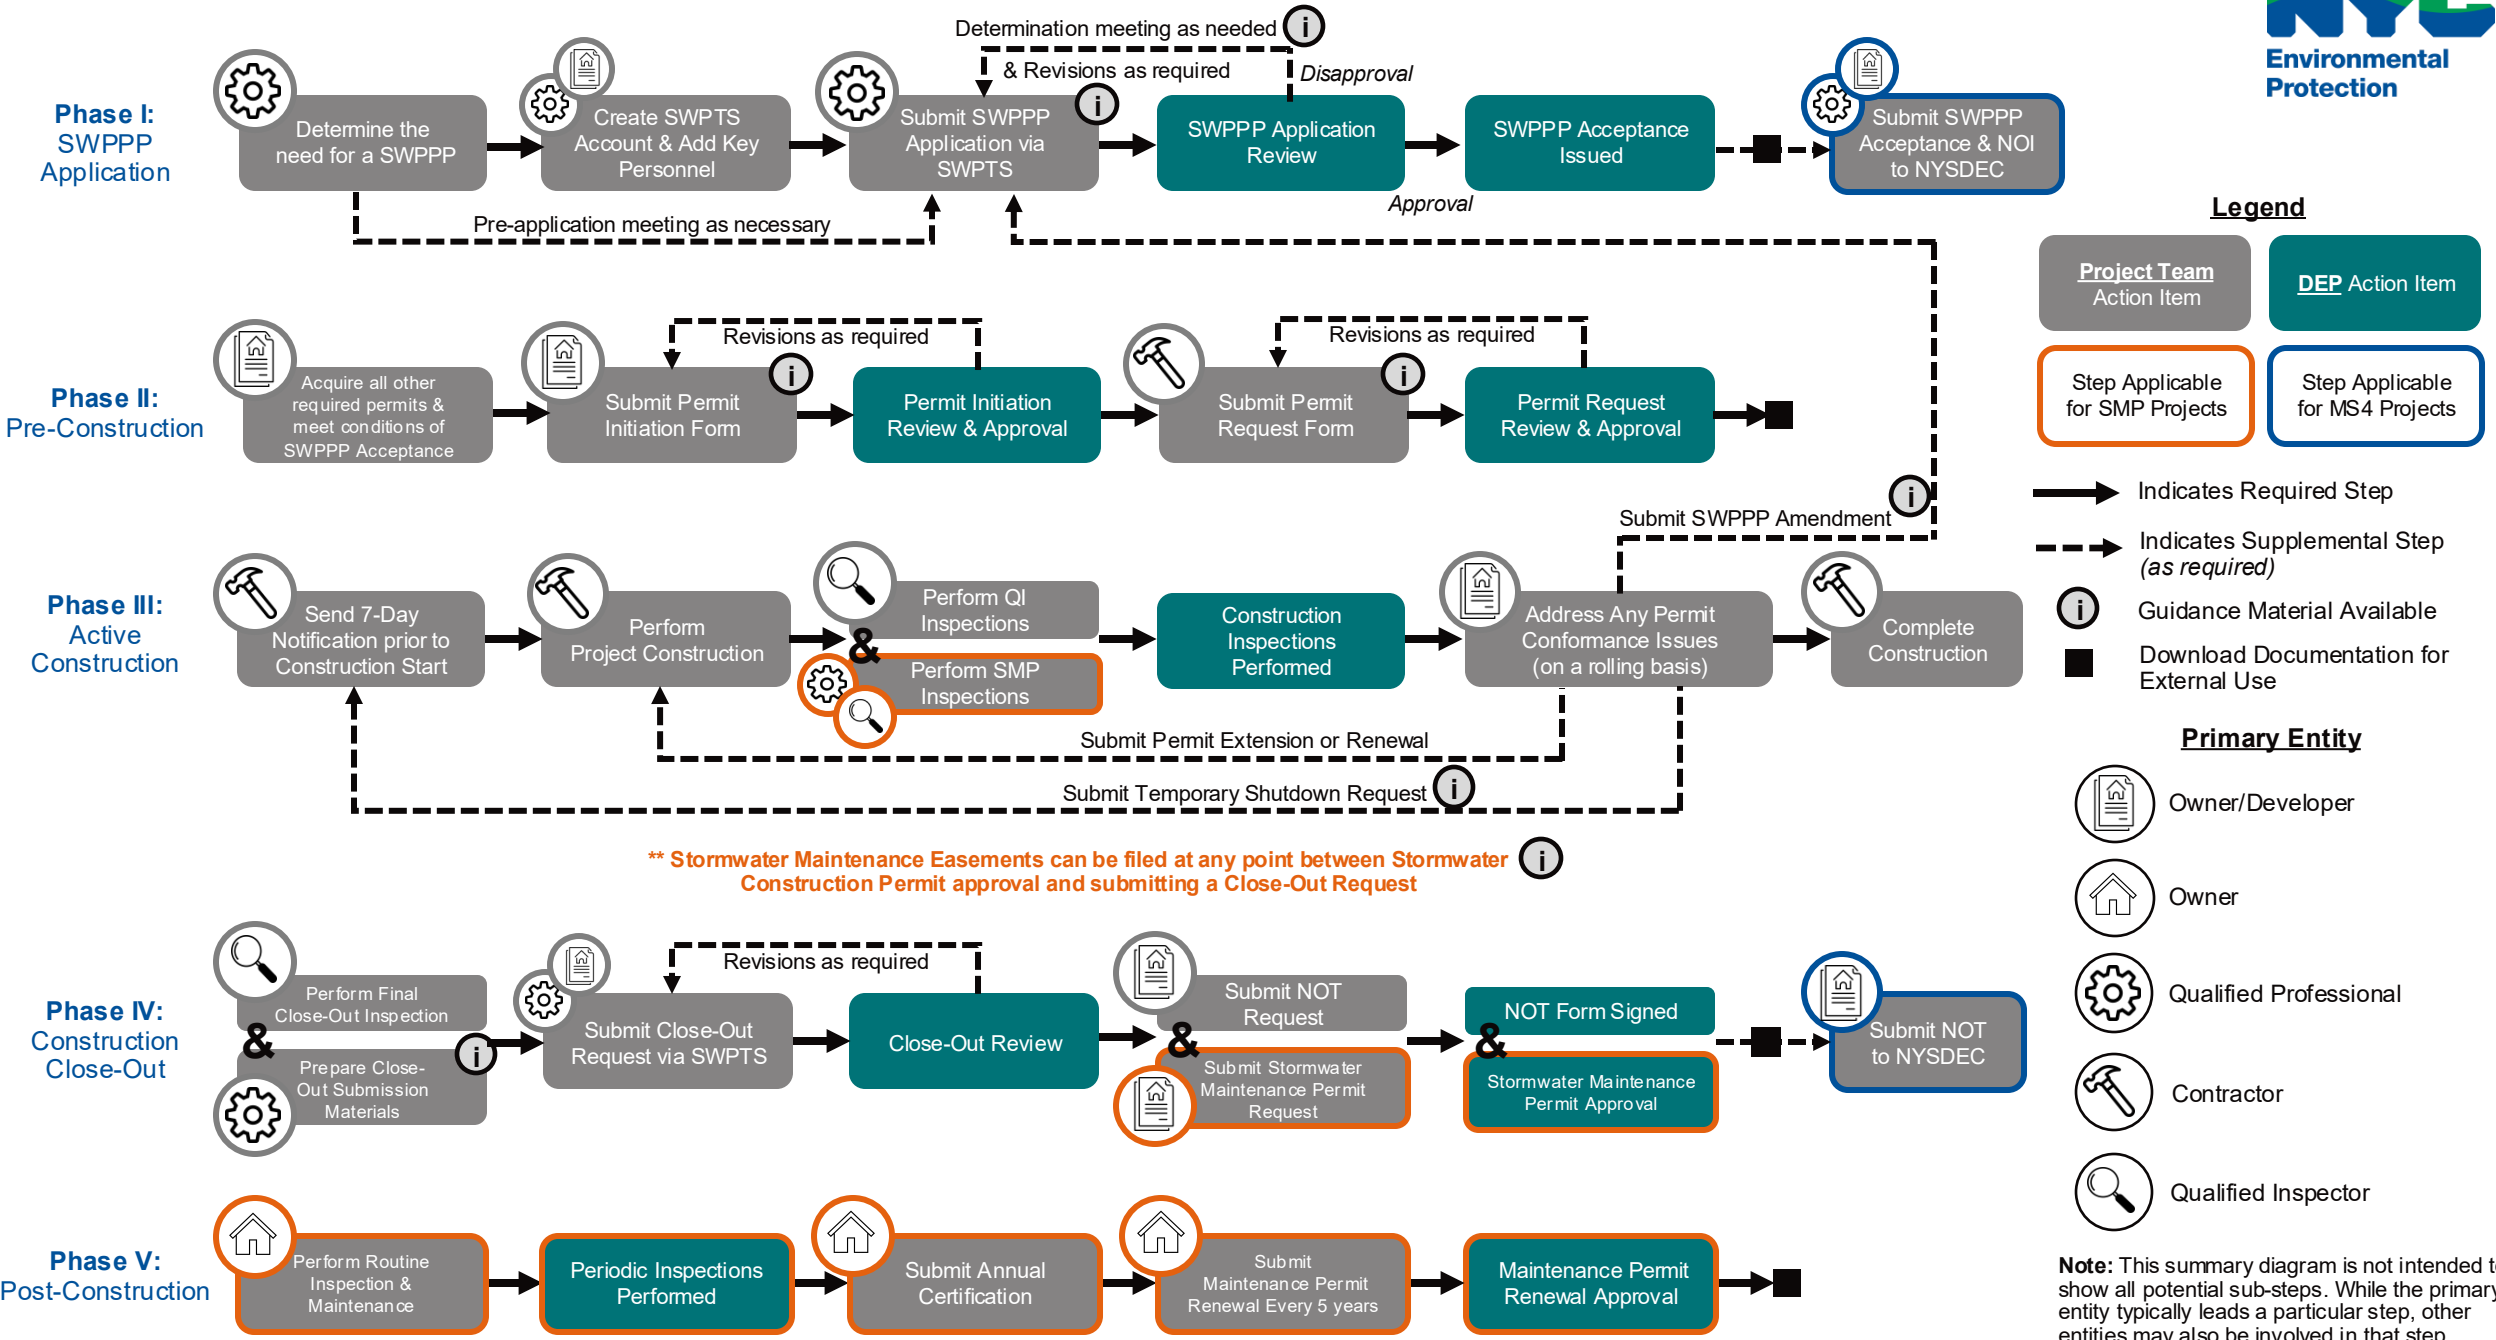 Determination meeting as needed i
& Revisions as required
Disapproval
NYC
Environmental
Protection
Phase I:
SWPPP
Application
Determine the
need for a SWPPP
Create SWPTS
Account & Add Key
Personnel
Submit SWPPP
Application via
SWPTS
i
SWPPP Application
Review
SWPPP Acceptance
Issued
Submit SWPPP
Acceptance & NOI
to NYSDEC
Approval
Pre-application meeting as necessary
Legend
Project Team
Action Item
DEP Action Item
Step Applicable
for SMP Projects
Step Applicable
for MS4 Projects
Indicates Required Step
Indicates Supplemental Step
(as required)
i
Guidance Material Available
Download Documentation for
External Use
Phase II:
Pre-Construction
Acquire all other
required permits &
meet conditions of
SWPPP Acceptance
Submit Permit
Initiation Form
i
Revisions as required
Permit Initiation
Review & Approval
Submit Permit
Request Form
i
Revisions as required
Permit Request
Review & Approval
Submit SWPPP Amendment
i
Phase III:
Active
Construction
Send 7-Day
Notification prior to
Construction Start
Perform
Project Construction
Perform QI
Inspections
&
Perform SMP
Inspections
Construction
Inspections
Performed
Address Any Permit
Conformance Issues
(on a rolling basis)
Complete
Construction
Submit Permit Extension or Renewal
Submit Temporary Shutdown Request i
** Stormwater Maintenance Easements can be filed at any point between Stormwater
Construction Permit approval and submitting a Close-Out Request
i
Primary Entity
Owner/Developer
Owner
Qualified Professional
Contractor
Qualified Inspector
Phase IV:
Construction
Close-Out
Perform Final
Close-Out Inspection
&
Prepare Close-
Out Submission
Materials
i
Submit Close-Out
Request via SWPTS
Revisions as required
Close-Out Review
Submit NOT
Request
&
Submit Stormwater
Maintenance Permit
Request
NOT Form Signed
&
Stormwater Maintenance
Permit Approval
Submit NOT
to NYSDEC
Phase V:
Post-Construction
Perform Routine
Inspection &
Maintenance
Periodic Inspections
Performed
Submit Annual
Certification
Submit
Maintenance Permit
Renewal Every 5 years
Maintenance Permit
Renewal Approval
Note: This summary diagram is not intended to
show all potential sub-steps. While the primary
entity typically leads a particular step, other
entities may also be involved in that step